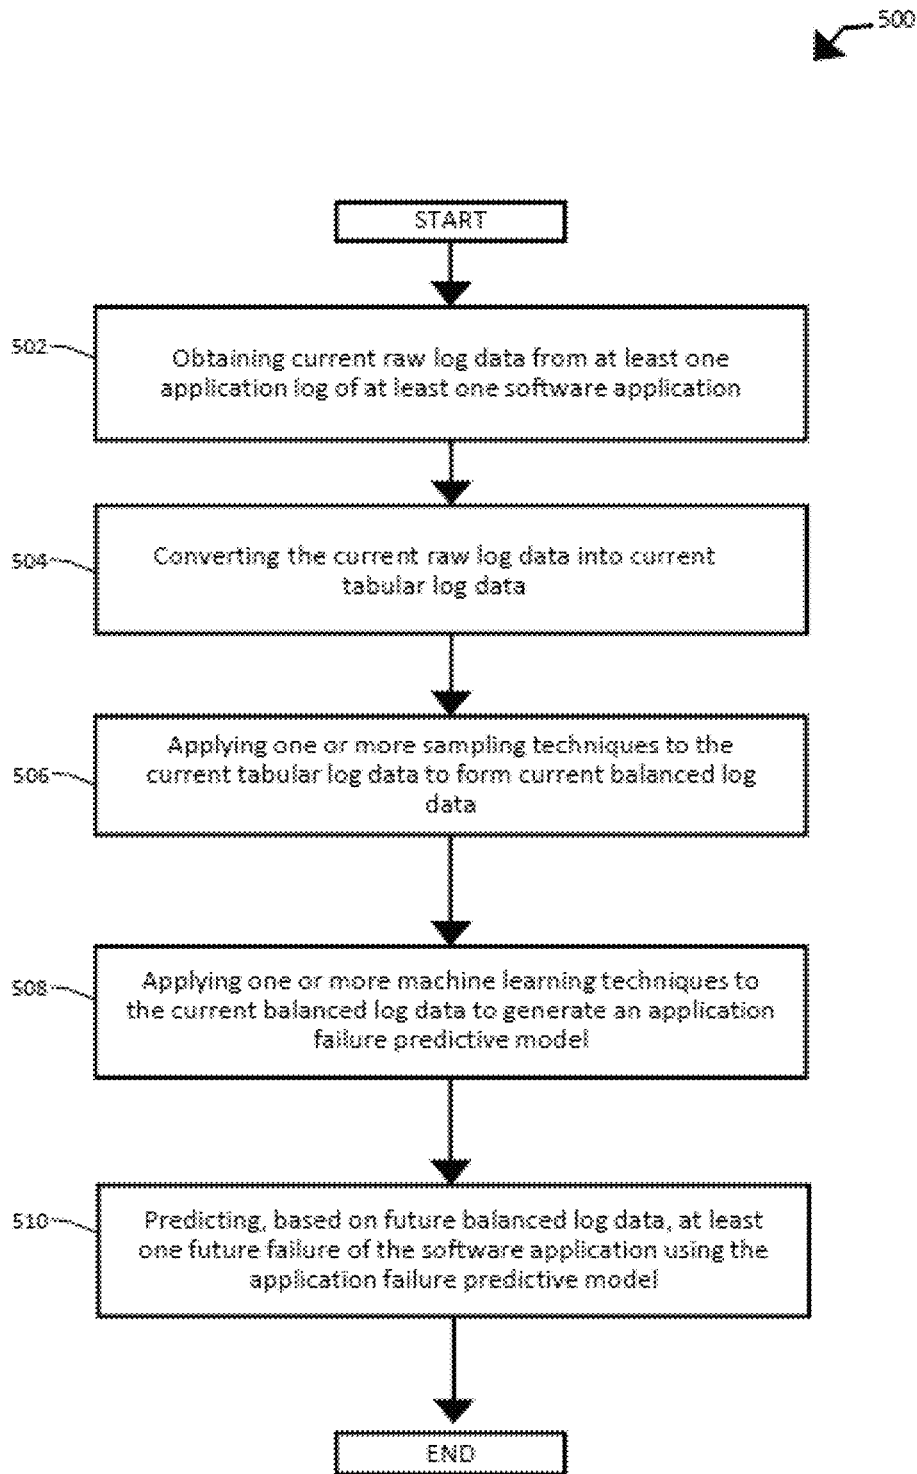 500
START
502
Obtaining current raw log data from at least one
application log of at least one software application
504
Converting the current raw log data into current
tabular log data
506
Applying one or more sampling techniques to the
current tabular log data to form current balanced log
data
508
Applying one or more machine learning techniques to
the current balanced log data to generate an application
failure predictive model
510
Predicting, based on future balanced log data, at least
one future failure of the software application using the
application failure predictive model
END